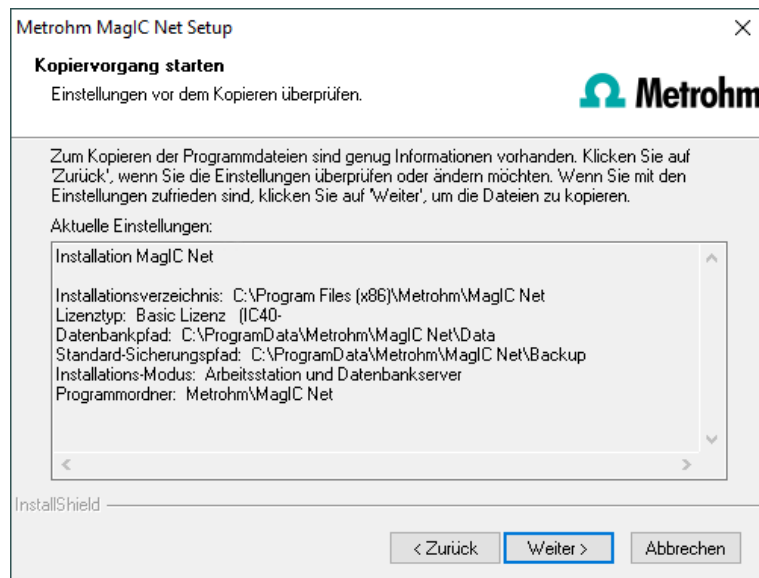 Metrohm MagIC Net Setup
Kopiervorgang starten
Einstellungen vor dem Kopieren überprüfen.
Metrohm
Zum Kopieren der Programmdateien sind genug Informationen vorhanden. Klicken Sie auf
'Zurück', wenn Sie die Einstellungen überprüfen oder ändern möchten. Wenn Sie mit den
Einstellungen zufrieden sind, klicken Sie auf 'Weiter', um die Dateien zu kopieren.
Aktuelle Einstellungen:
Installation MagIC Net
Installationsverzeichnis: C:\Program Files (x86)\Metrohm\MagIC Net
Lizenztyp: Basic Lizenz (IC40-
Datenbankpfad: C:\ProgramData\Metrohm\MagIC Net\Data
Standard-Sicherungspfad: C:\ProgramData\Metrohm\MagIC Net\Backup
Installations-Modus: Arbeitsstation und Datenbankserver
Programmordner: Metrohm\MagIC Net
InstallShield
< Zurück
Weiter >
Abbrechen